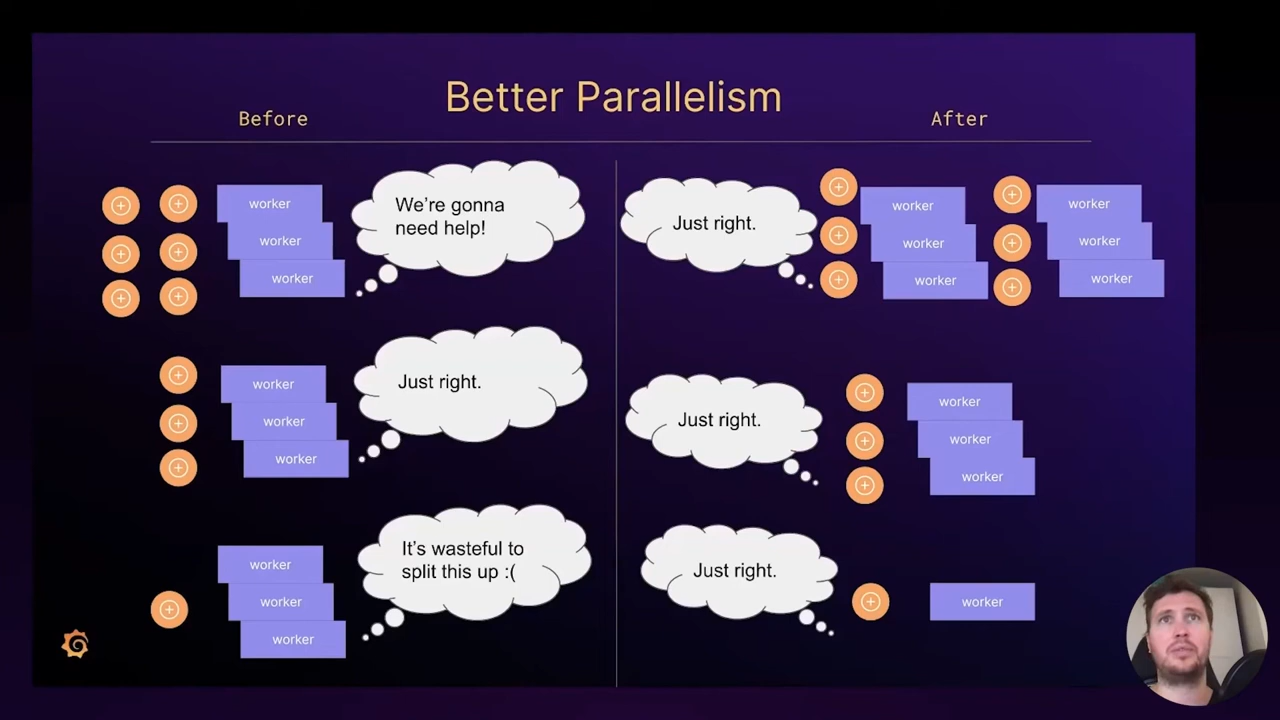 Better Parallelism
Before
After
worker
worker
worker
We're gonna
need help!
Just right.
worker
worker
worker
worker
worker
worker
worker
worker
worker
Just right.
Just right.
worker
worker
worker
worker
worker
worker
It's wasteful to
split this up :(
Just right.
worker